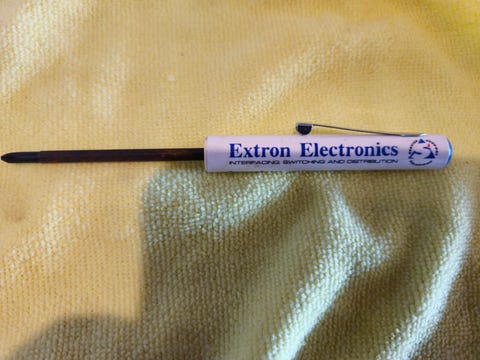 Extron Electronics
INTERFACING, SWITCHING AND DISTRIBUTION